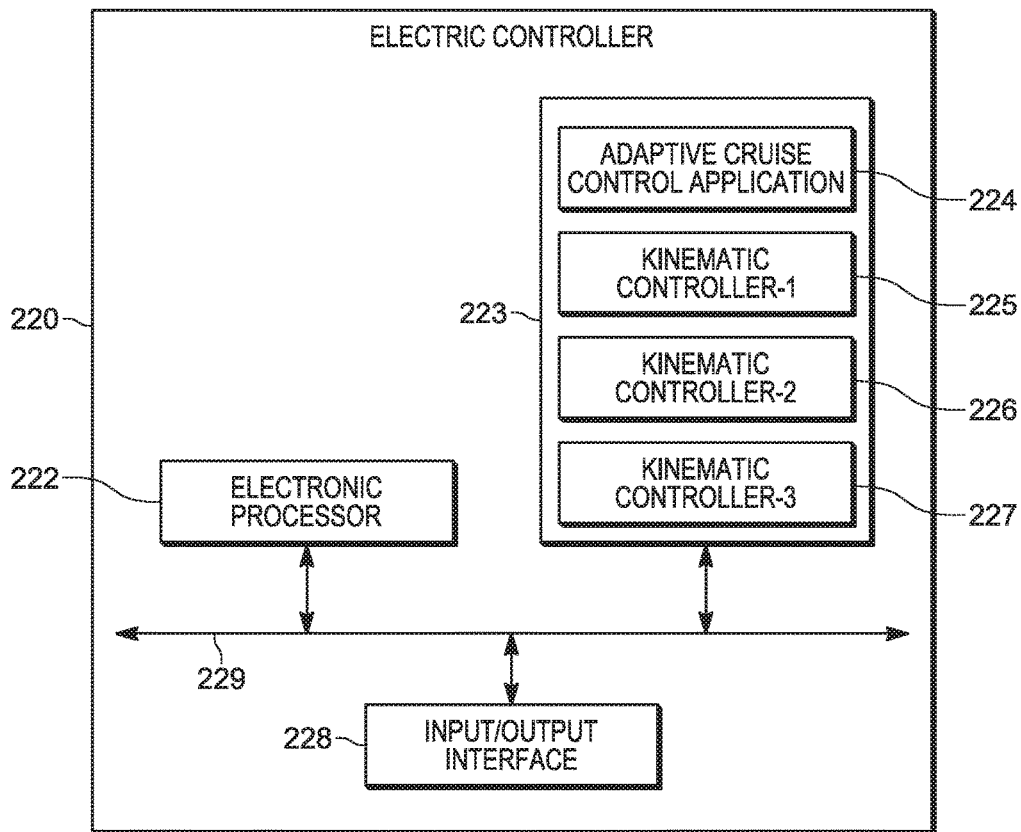 ELECTRIC CONTROLLER
ADAPTIVE CRUISE
CONTROL APPLICATION
224
KINEMATIC
CONTROLLER-1
225
220
223
KINEMATIC
CONTROLLER-2
226
222
ELECTRONIC
PROCESSOR
KINEMATIC
CONTROLLER-3
227
229
228
INPUT/OUTPUT
INTERFACE